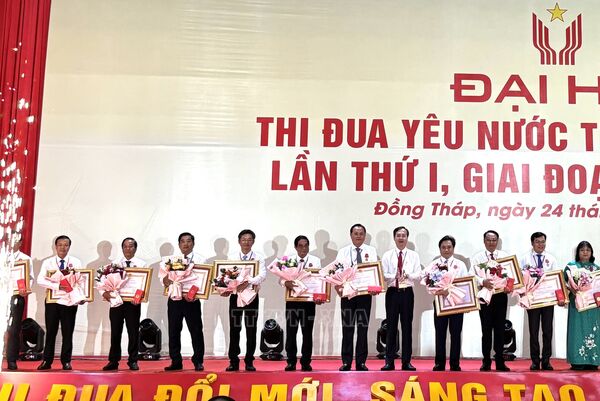 ĐẠI H
THI ĐUA YÊU NƯỚC T
LẦN THỨ I, GIAI ĐOẠ
Đồng Tháp, ngày 24 thá
ĐUA ĐỔI MỚI, SÁNG TẠO